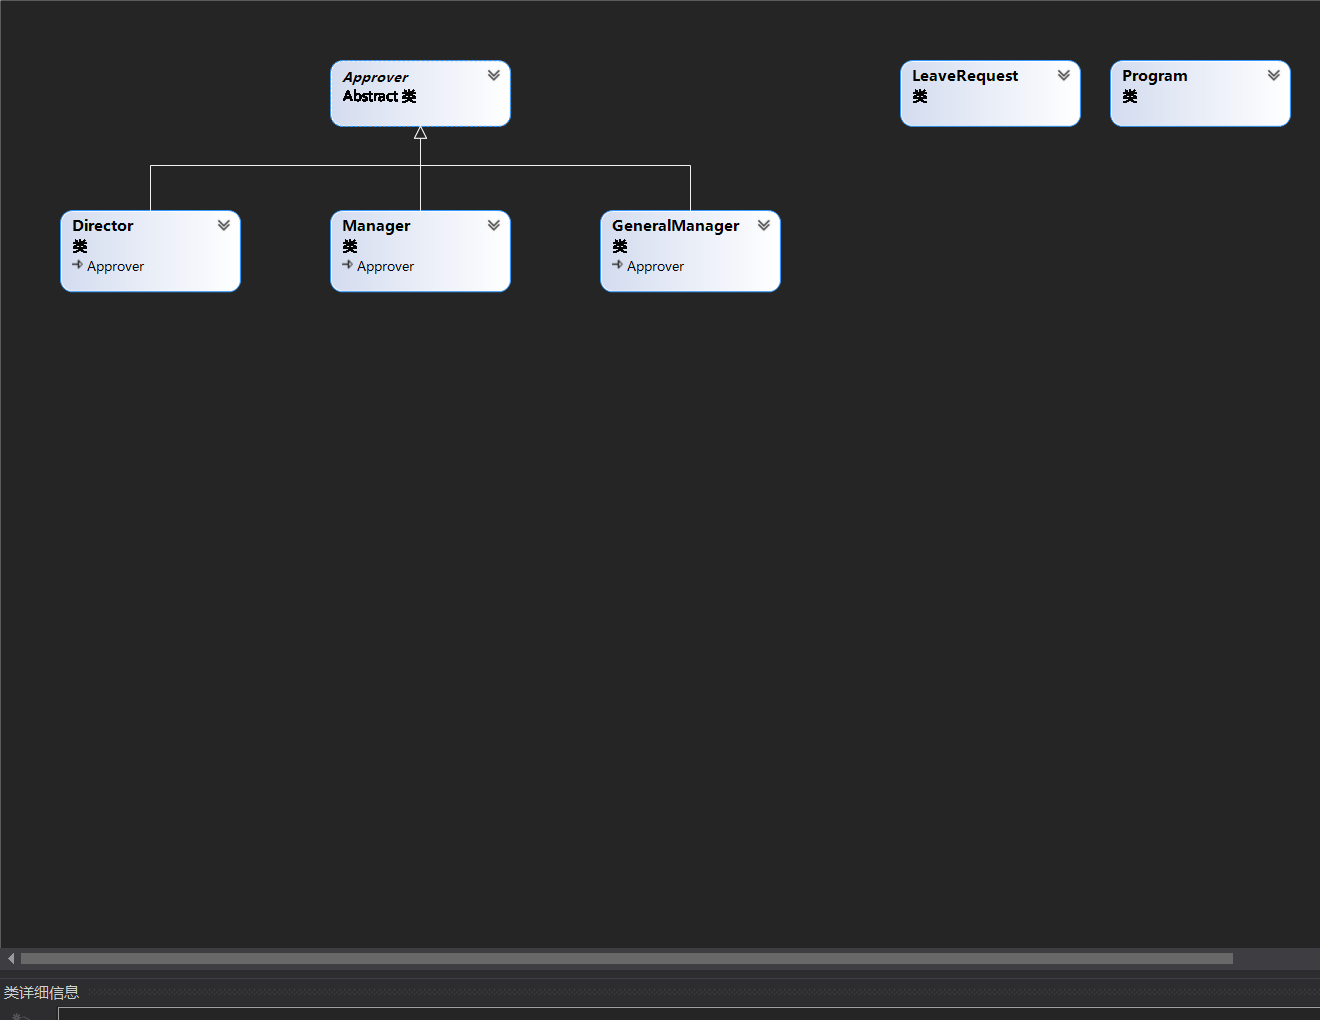 Approver
Abstract 类
LeaveRequest
类
Program
类
Director
类
Approver
Manager
类
Approver
GeneralManager
类
Approver
类详细信息